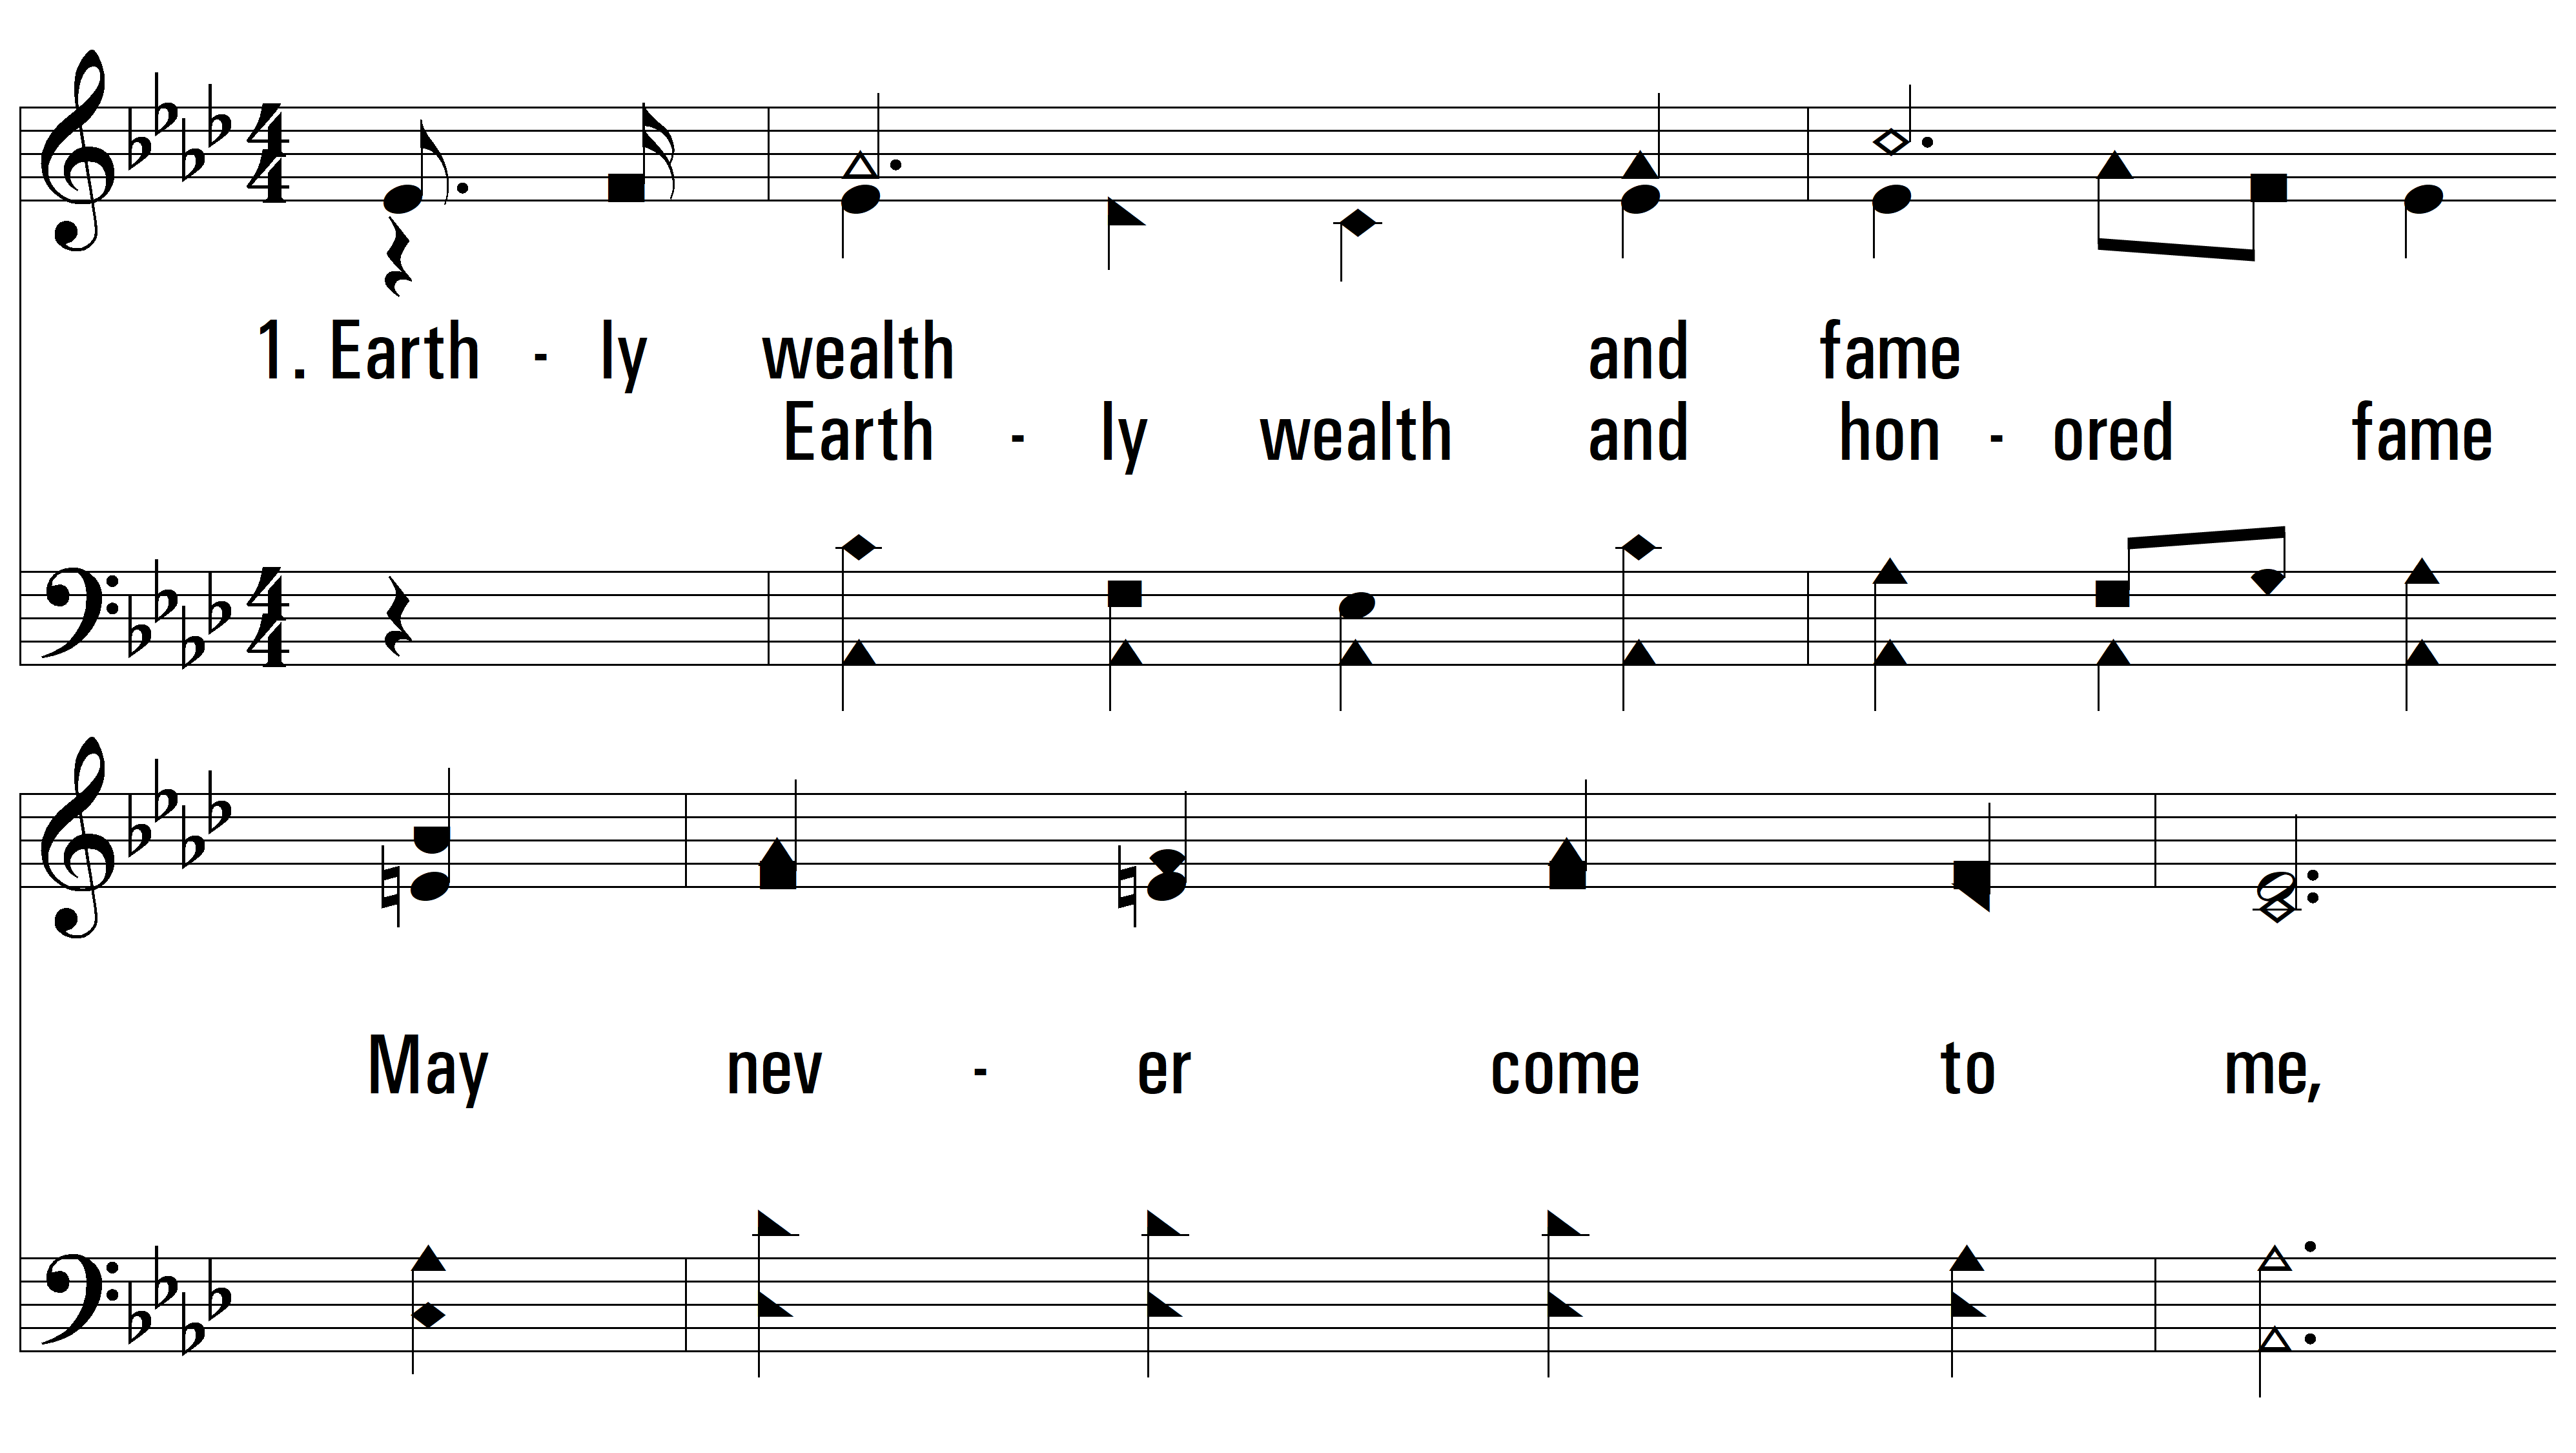 1. Earth - ly wealth and fame
Earth - ly wealth and hon - ored fame
May nev - er come to me,